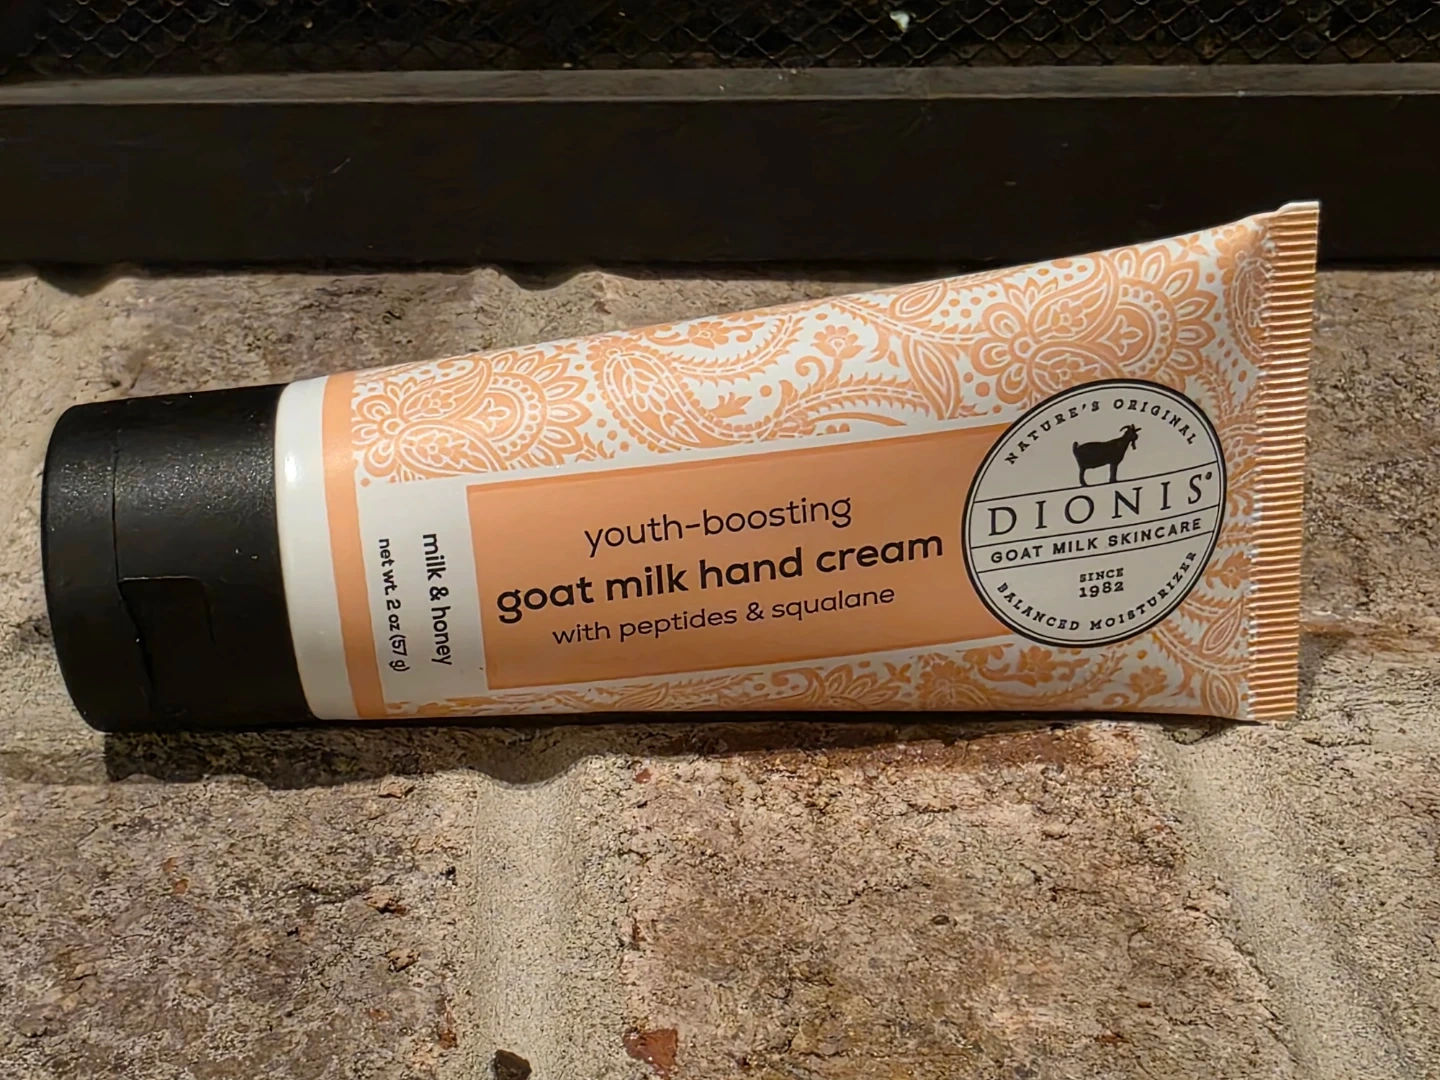 youth-boosting
goat milk hand cream
with peptides & squalane
milk & honey
net wt. 2 oz (57 g)
NATURE'S ORIGINAL
DIONIS®
GOAT MILK SKINCARE
SINCE
1982
BALANCED MOISTURIZER